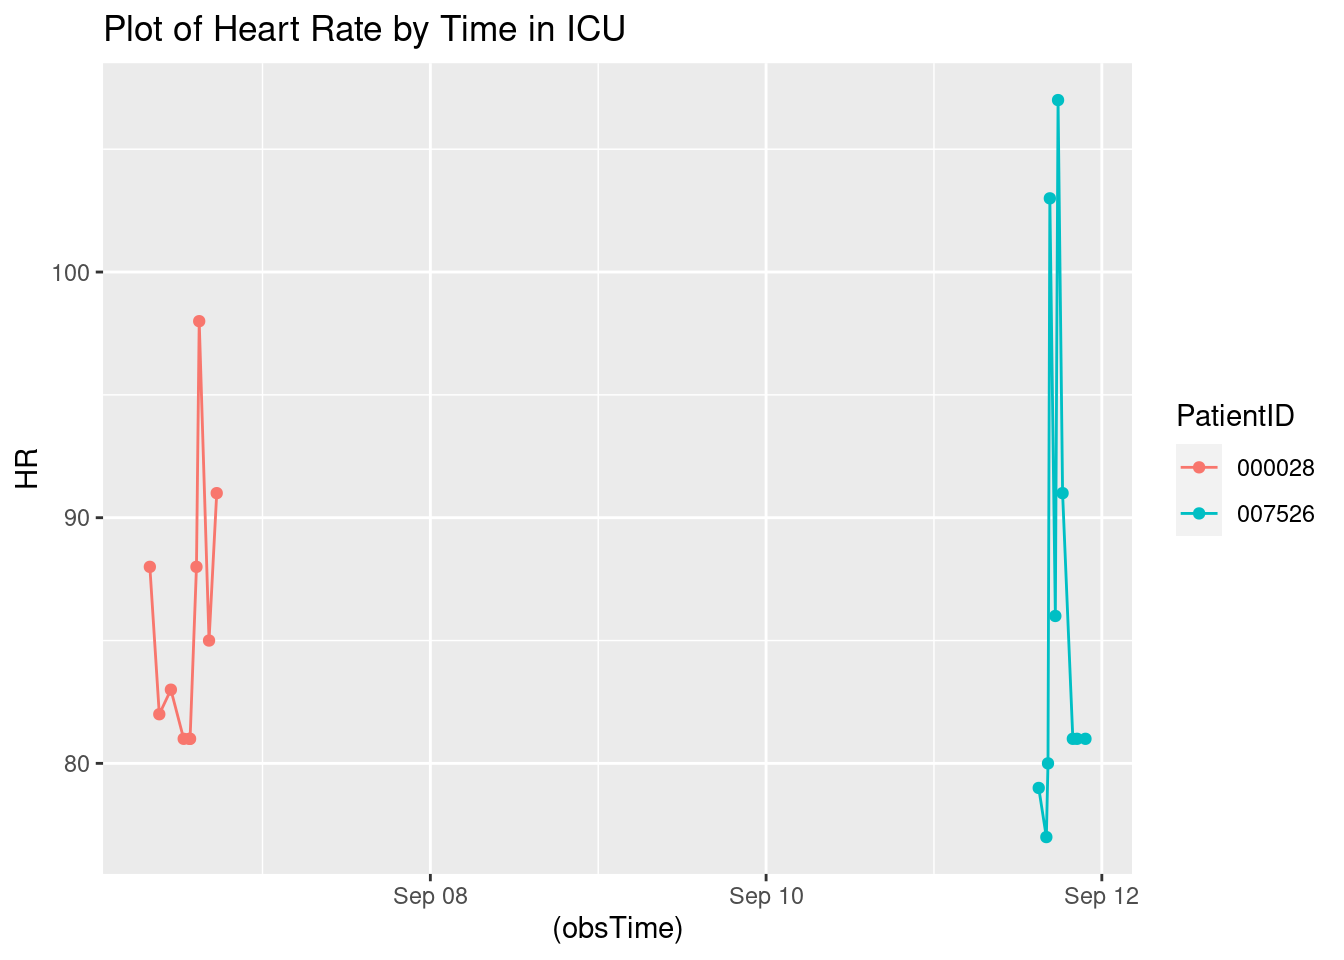 Plot of Heart Rate by Time in ICU
HR
100
90
80
Sep 08
Sep 10
Sep 12
(obsTime)
PatientID
000028
007526